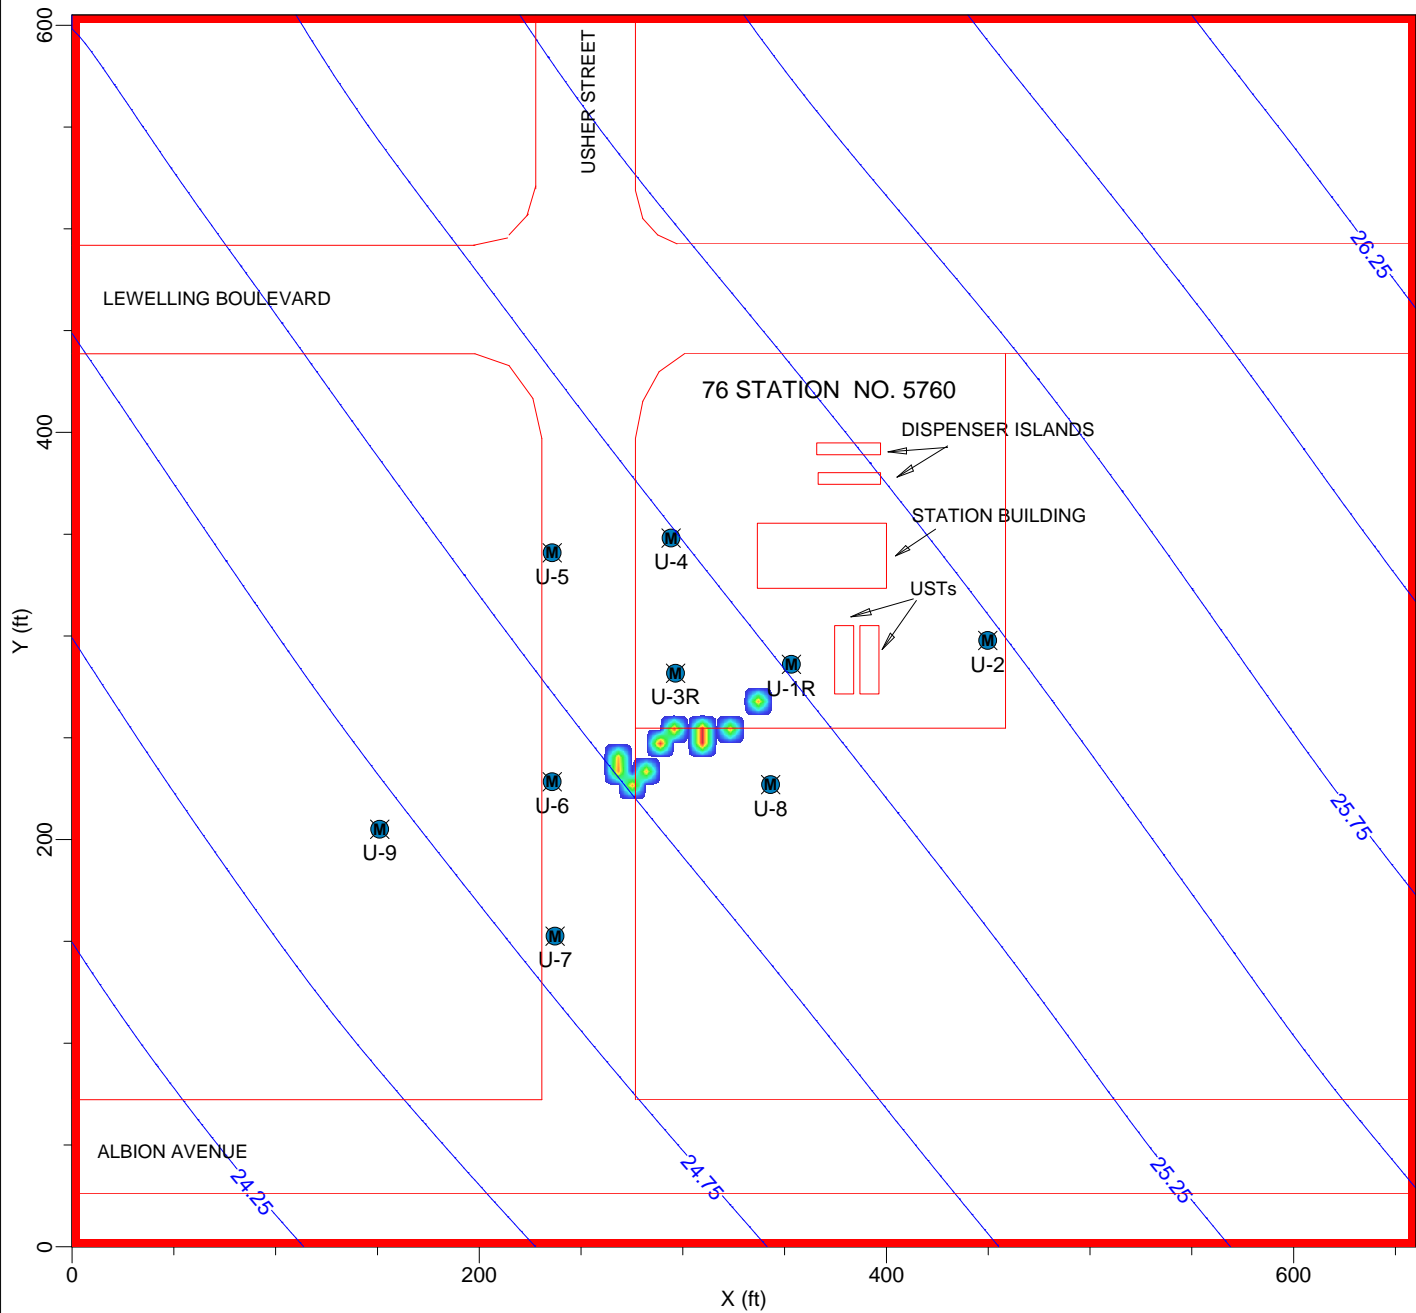 600
USHER STREET
26.25
LEWELLING BOULEVARD
76 STATION NO. 5760
400
DISPENSER ISLANDS
STATION BUILDING
M
U-4
M
U-5
USTs
Y (ft)
M
U-2
M
U-1R
M
U-3R
M
U-6
M
U-8
25.75
200
M
U-9
M
U-7
ALBION AVENUE
24.25
24.75
25.25
0
0
200
400
600
X (ft)